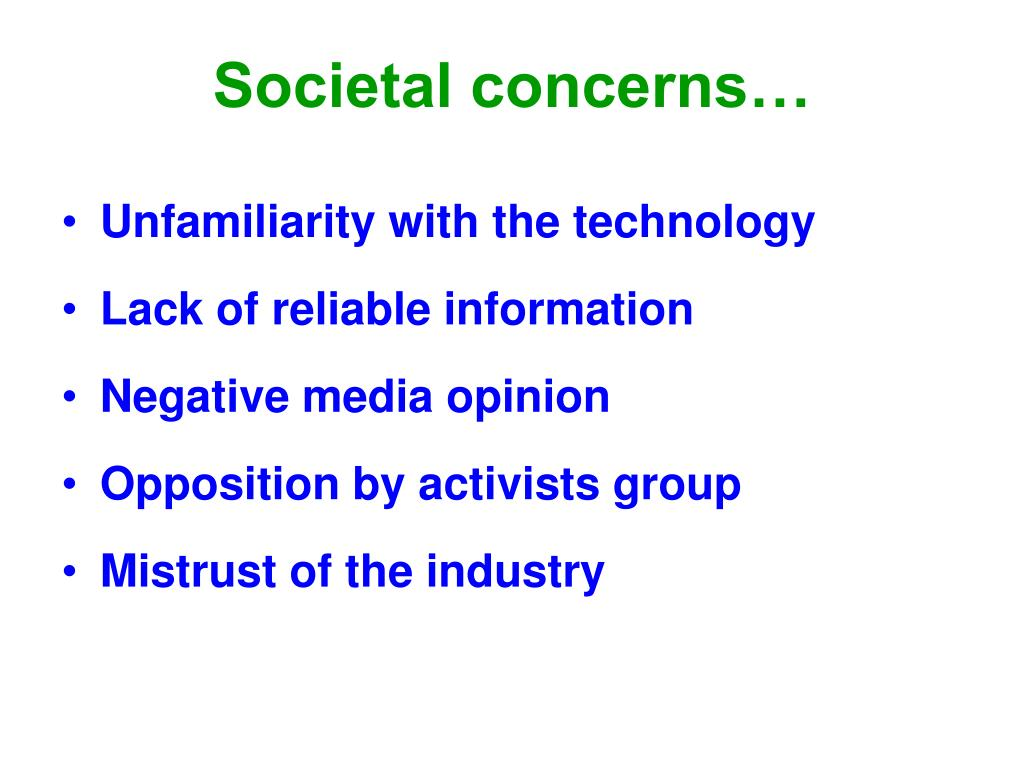 Societal concerns…
• Unfamiliarity with the technology
• Lack of reliable information
• Negative media opinion
• Opposition by activists group
• Mistrust of the industry